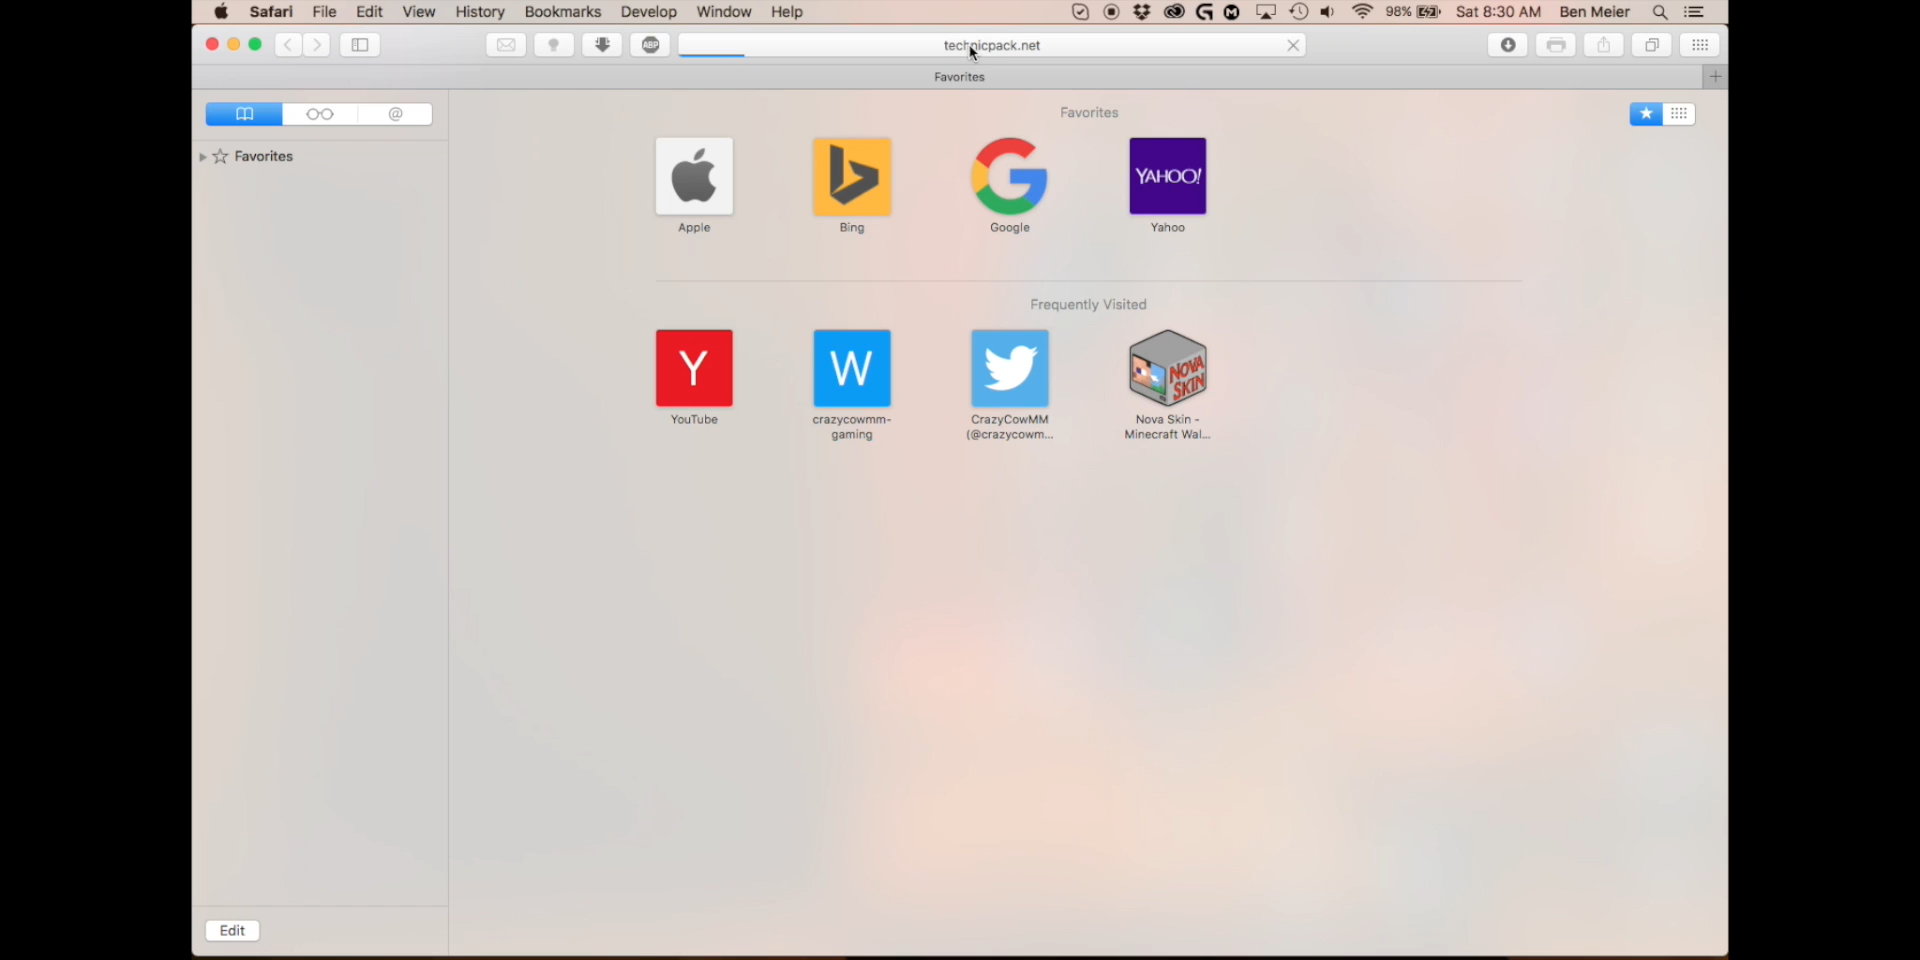 Safari File Edit View History Bookmarks Develop Window Help 98% Sat 8:30 AM Ben Meier
ABP technicpack.net
Favorites
@
Favorites
Favorites
YAHOO!
Apple Bing Google Yahoo
Frequently Visited
Y W NOVA SKIN
YouTube crazycowmm-gaming CrazyCowMM (@crazycowm... Nova Skin - Minecraft Wal...
Edit